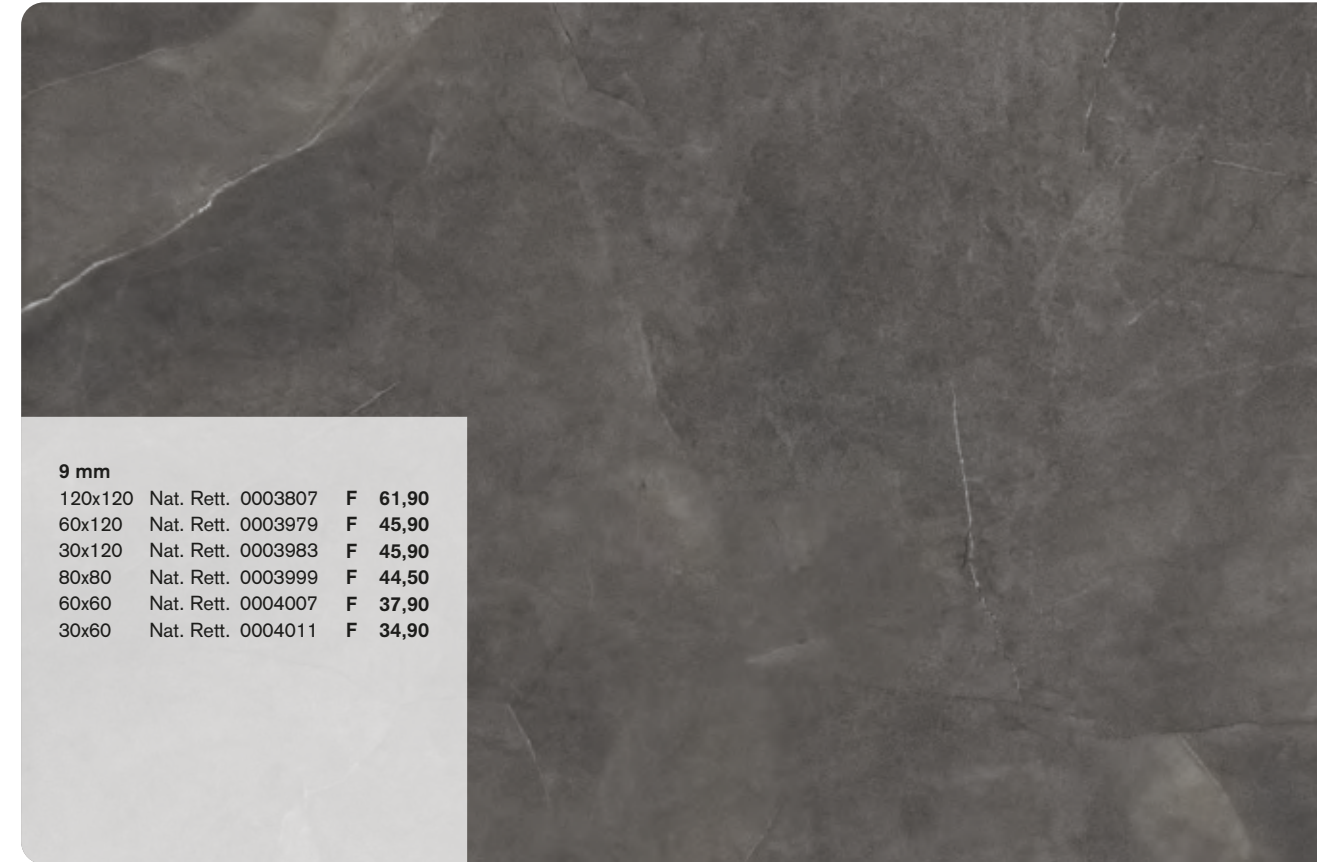 9 mm
120x120 Nat. Rett. 0003807 F 61,90
60x120 Nat. Rett. 0003979 F 45,90
30x120 Nat. Rett. 0003983 F 45,90
80x80 Nat. Rett. 0003999 F 44,50
60x60 Nat. Rett. 0004007 F 37,90
30x60 Nat. Rett. 0004011 F 34,90